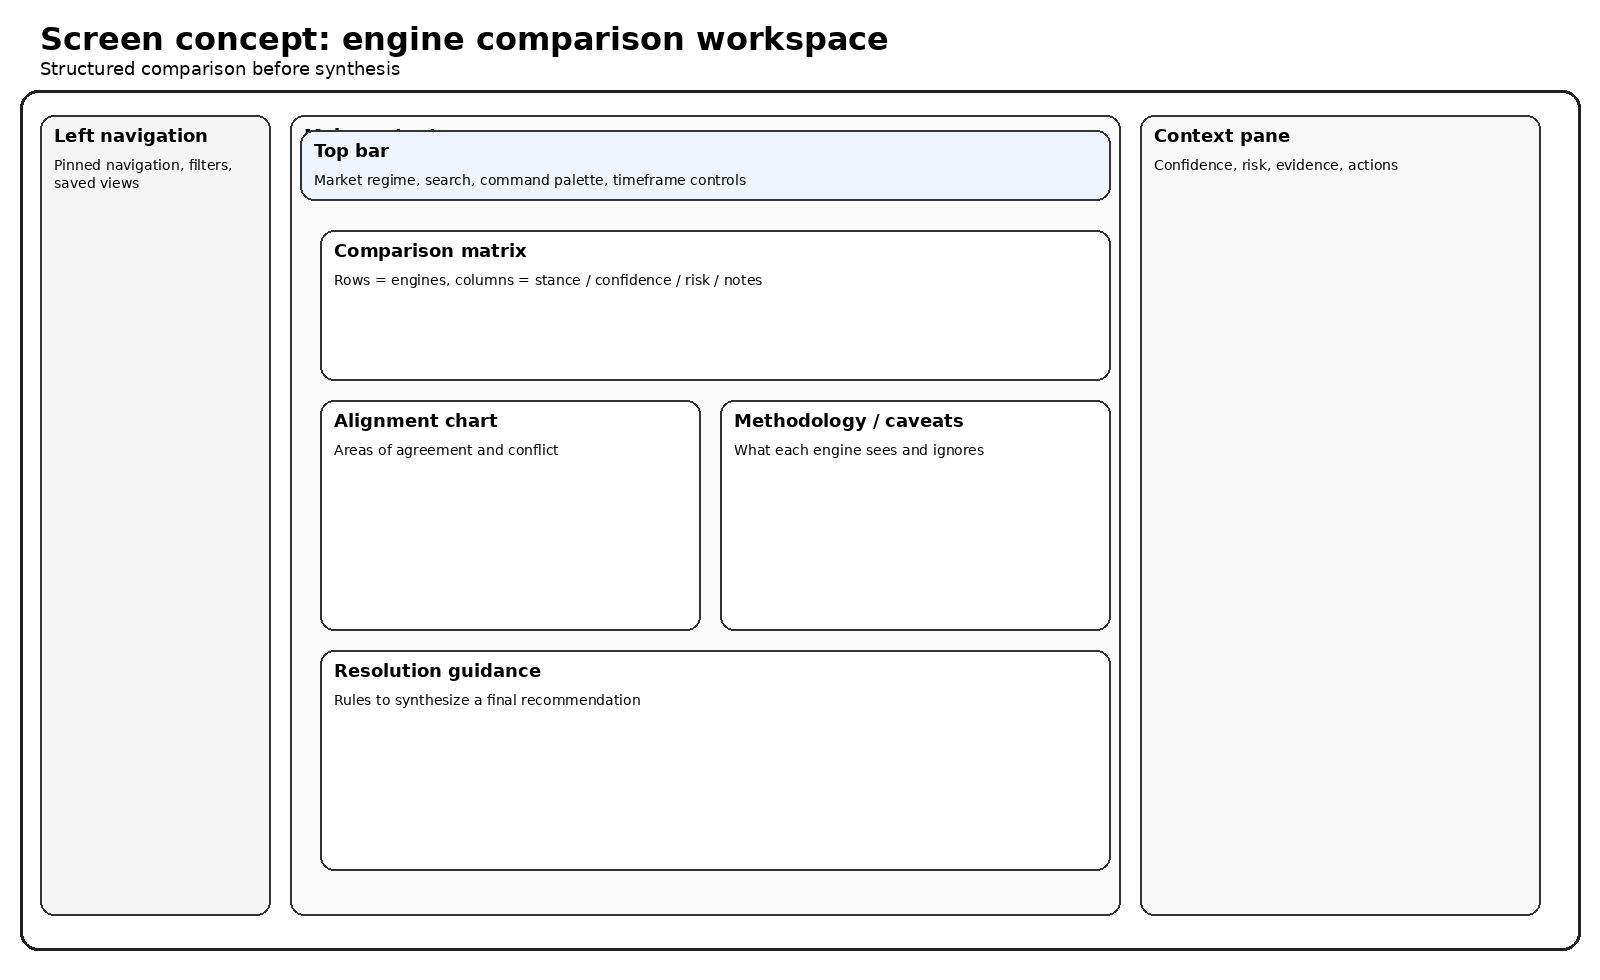 Screen concept: engine comparison workspace
Structured comparison before synthesis
Left navigation
Pinned navigation, filters,
saved views
Top bar
Market regime, search, command palette, timeframe controls
Comparison matrix
Rows = engines, columns = stance / confidence / risk / notes
Alignment chart
Areas of agreement and conflict
Methodology / caveats
What each engine sees and ignores
Resolution guidance
Rules to synthesize a final recommendation
Context pane
Confidence, risk, evidence, actions